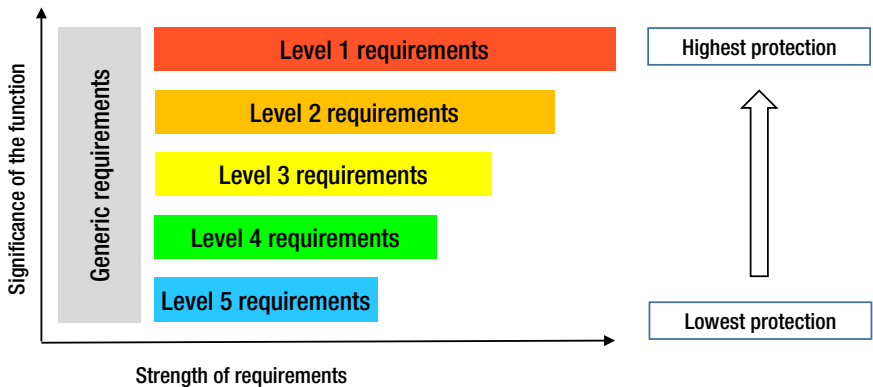 Significance of the function
Generic requirements
Level 1 requirements
Level 2 requirements
Level 3 requirements
Level 4 requirements
Level 5 requirements
Highest protection
Lowest protection
Strength of requirements